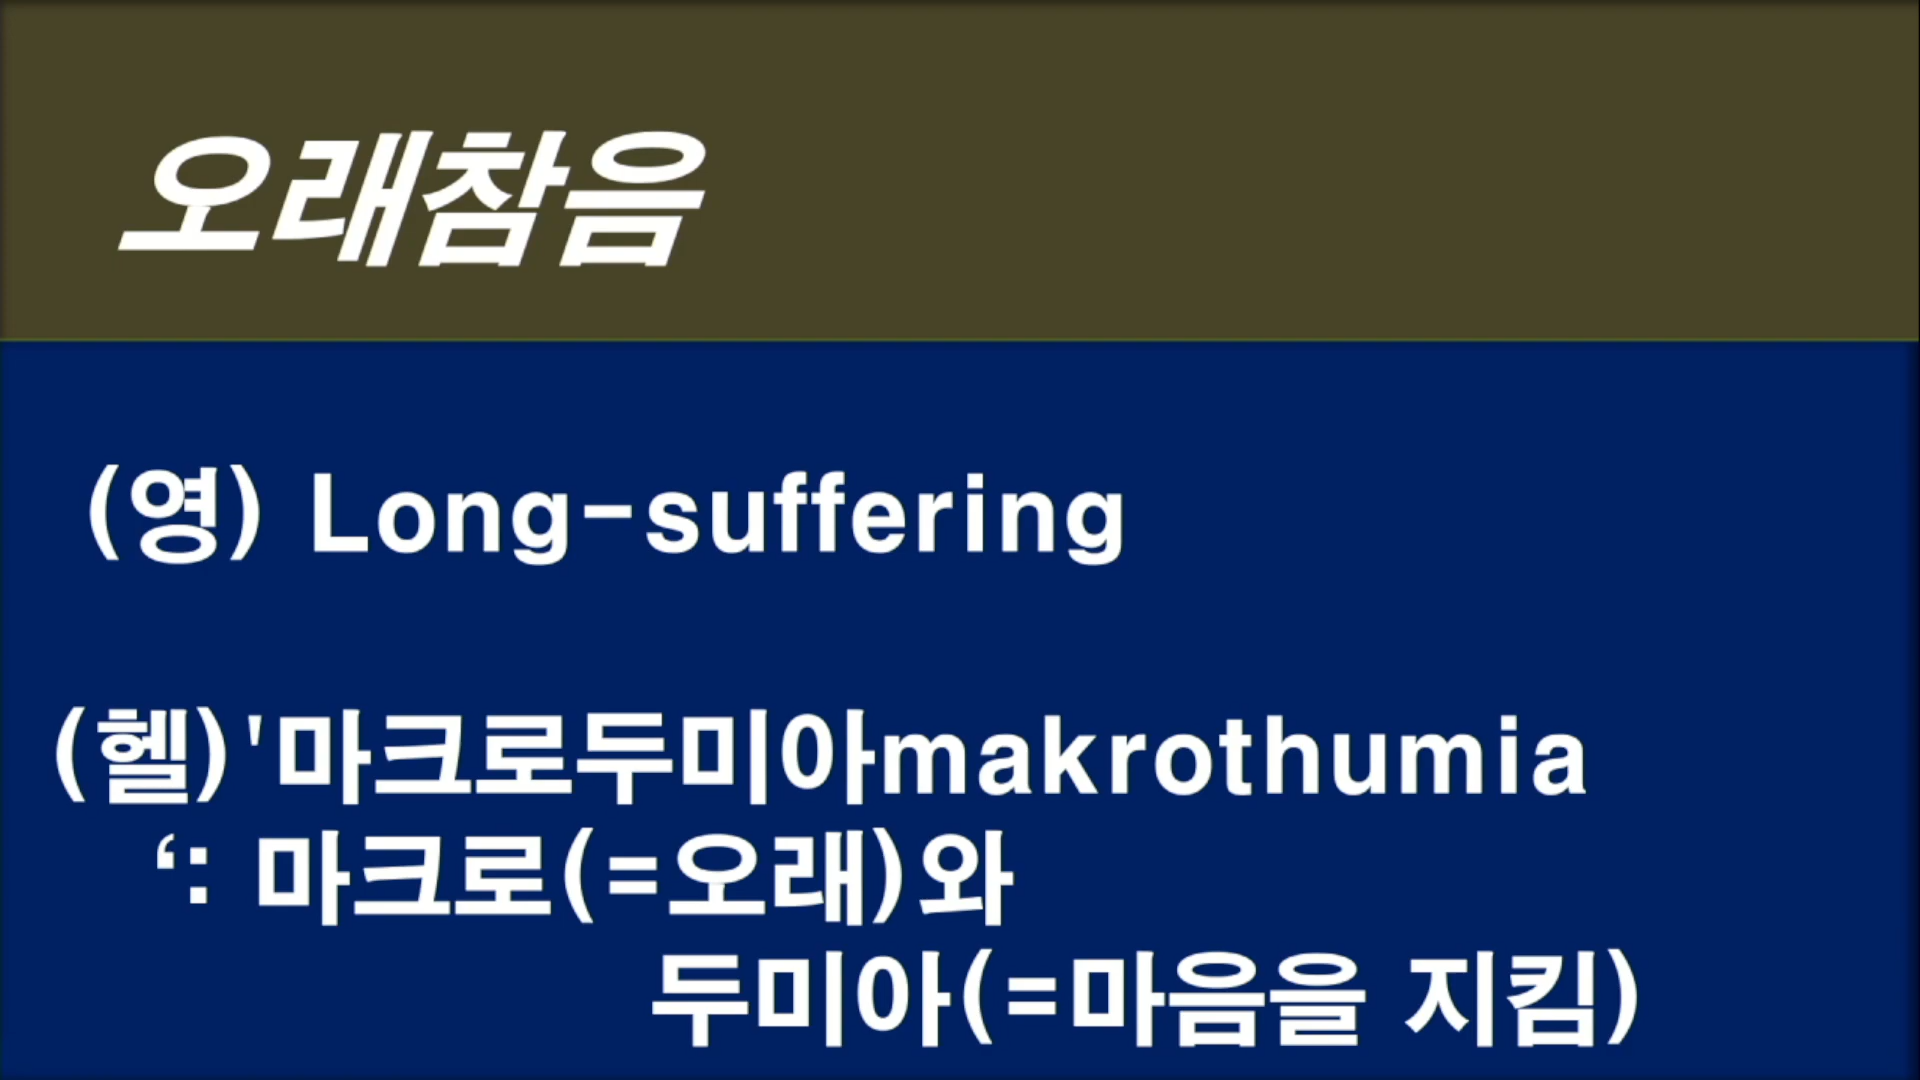 오래참음
(영) Long-suffering
(헬)'마크로두미아makrothumia
‘: 마크로(=오래)와
두미아(=마음을 지킴)